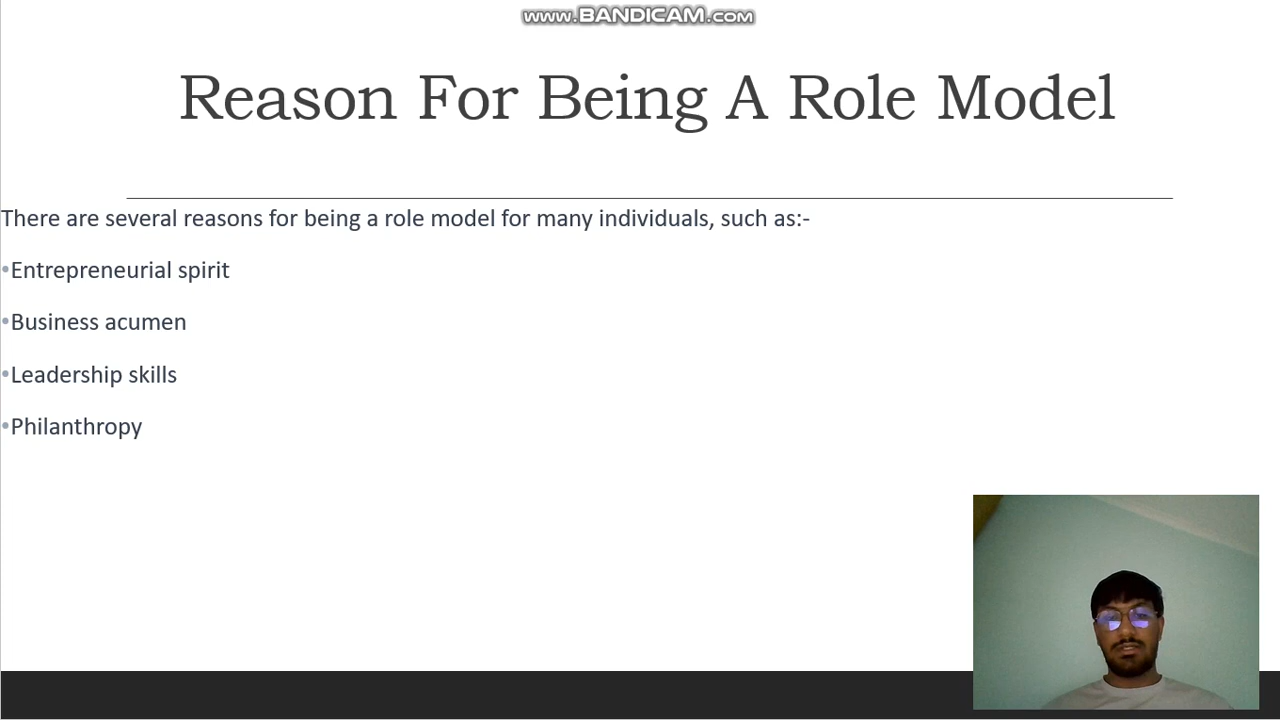 www.BANDICAM.com
Reason For Being A Role Model
There are several reasons for being a role model for many individuals, such as:-
•Entrepreneurial spirit
•Business acumen
•Leadership skills
•Philanthropy